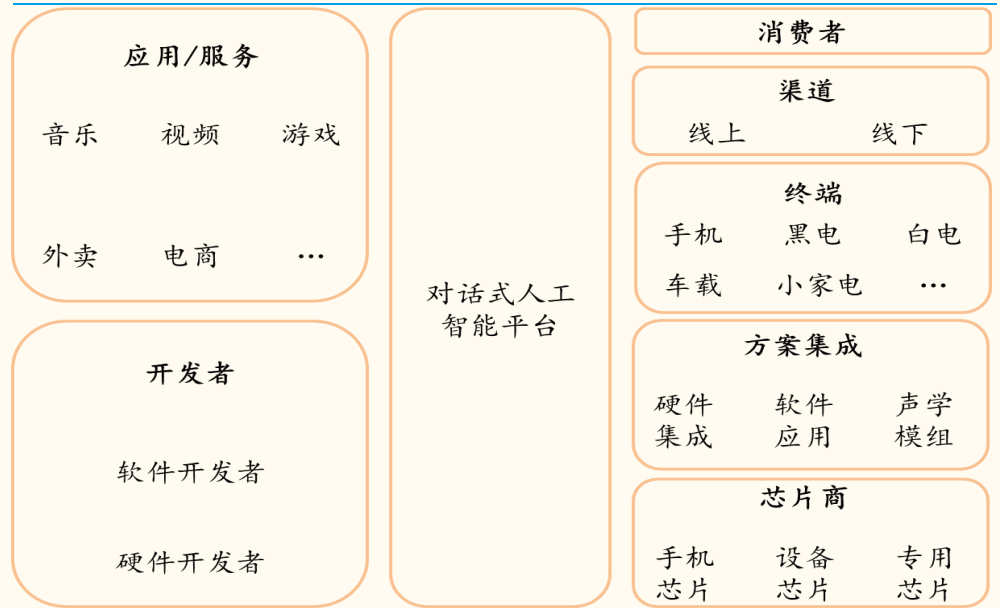 应用/服务
音乐 视频 游戏
外卖 电商 …
开发者
软件开发者
硬件开发者
对话式人工
智能平台
消费者
渠道
线上 线下
终端
手机 黑电 白电
车载 小家电 …
方案集成
硬件 软件 声学
集成 应用 模组
芯片商
手机 设备 专用
芯片 芯片 芯片